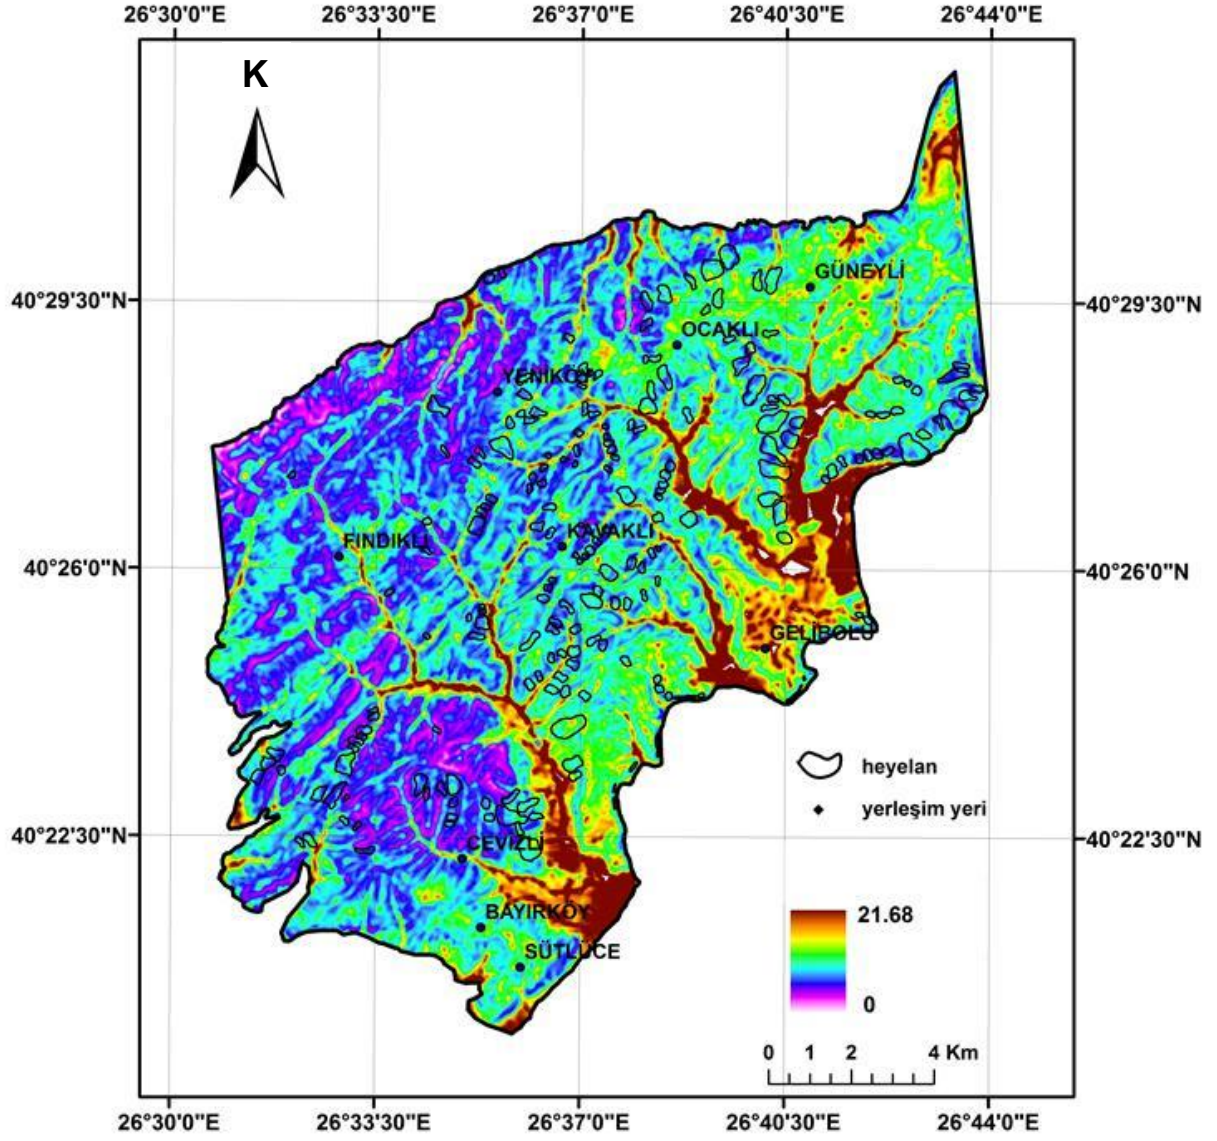 26°30'0"E 26°33'30"E 26°37'0"E 26°40'30"E 26°44'0"E
K
GÜNEYLİ
40°29'30"N 40°29'30"N
OCAKLI
YENİKÖY
KAVAKLI
FINDIKLI
40°26'0"N 40°26'0"N
GELİBOLU
heyelan
yerleşim yeri
40°22'30"N 40°22'30"N
CEVİZLİ
BAYIRKÖY
21.68
SÜTLÜCE
0
0 1 2 4 Km
26°30'0"E 26°33'30"E 26°37'0"E 26°40'30"E 26°44'0"E